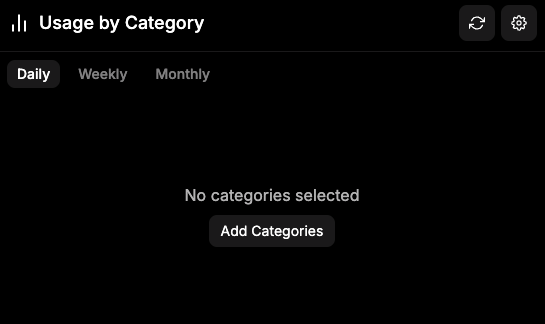 Usage by Category
Daily Weekly Monthly
No categories selected
Add Categories